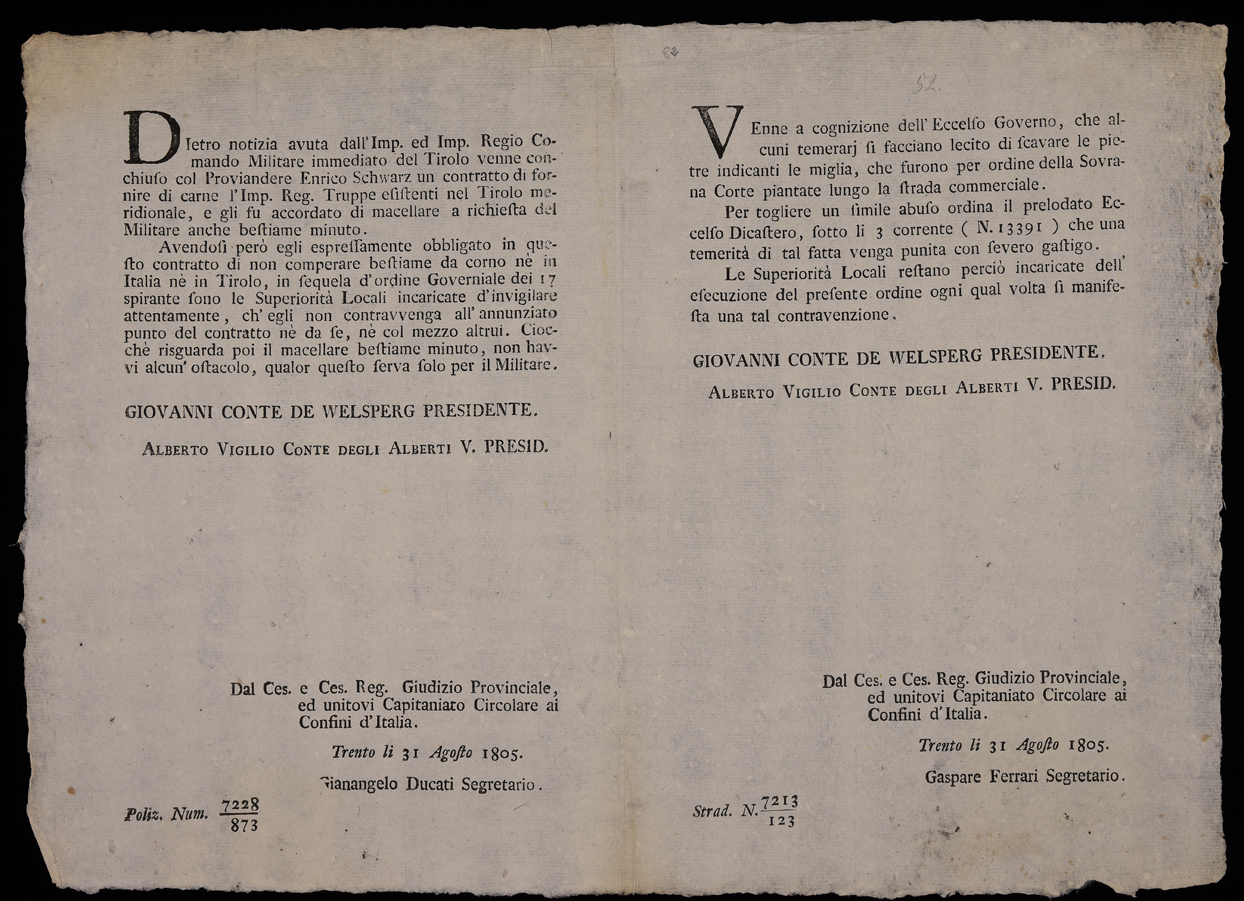 82
52.
DIetro notizia avuta dall'Imp. ed Imp. Regio Co-
mando Militare immediato del Tirolo venne con-
chiuſo col Proviandere Enrico Schwarz un contratto di for-
nire di carne l'Imp. Reg. Truppe eſiſtenti nel Tirolo me-
ridionale, e gli fu accordato di macellare a richieſta del
Militare anche beſtiame minuto.
Avendoſi però egli espreſſamente obbligato in que-
ſto contratto di non comperare beſtiame da corno nè in
Italia nè in Tirolo, in ſequela d'ordine Governiale dei 17
spirante ſono le Superiorità Locali incaricate d'invigilare
attentamente, ch'egli non contravvenga all'annunziato
punto del contratto nè da ſe, nè col mezzo altrui. Cioc-
chè risguarda poi il macellare beſtiame minuto, non hav-
vi alcun' oſtacolo, qualor queſto ſerva ſolo per il Militare.
GIOVANNI CONTE DE WELSPERG PRESIDENTE.
ALBERTO VIGILIO CONTE DEGLI ALBERTI V. PRESID.
Dal Ces. e Ces. Reg. Giudizio Provinciale,
ed unitovi Capitaniato Circolare ai
Confini d'Italia.
Trento li 31 Agoſto 1805.
Gianangelo Ducati Segretario.
Poliz. Num. 7228
873
VEnne a cognizione dell'Eccelſo Governo, che al-
cuni temerarj ſi facciano lecito di ſcavare le pie-
tre indicanti le miglia, che furono per ordine della Sovra-
na Corte piantate lungo la ſtrada commerciale.
Per togliere un ſimile abuſo ordina il prelodato Ec-
celſo Dicaſtero, ſotto li 3 corrente ( N. 13391 ) che una
temerità di tal fatta venga punita con ſevero gaſtigo.
Le Superiorità Locali reſtano perciò incaricate dell'
eſecuzione del preſente ordine ogni qual volta ſi manife-
ſta una tal contravenzione.
GIOVANNI CONTE DE WELSPERG PRESIDENTE.
ALBERTO VIGILIO CONTE DEGLI ALBERTI V. PRESID.
Dal Ces. e Ces. Reg. Giudizio Provinciale,
ed unitovi Capitaniato Circolare ai
Confini d'Italia.
Trento li 31 Agoſto 1805.
Gaspare Ferrari Segretario.
Strad. N. 7213
123